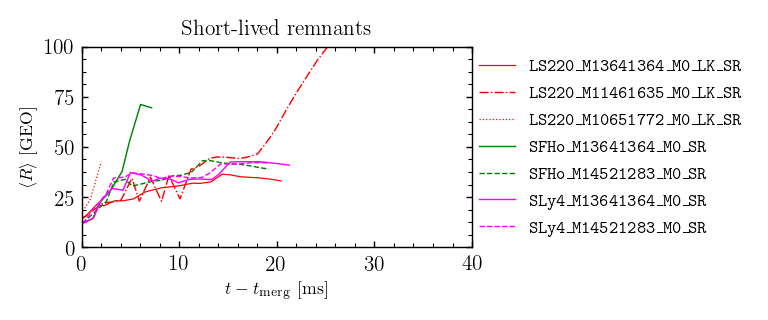 Short-lived remnants
100
75
50
25
0
⟨R⟩ [GEO]
0 10 20 30 40
t − t_merg [ms]
LS220_M13641364_M0_LK_SR
LS220_M11461635_M0_LK_SR
LS220_M10651772_M0_LK_SR
SFHo_M13641364_M0_SR
SFHo_M14521283_M0_SR
SLy4_M13641364_M0_SR
SLy4_M14521283_M0_SR